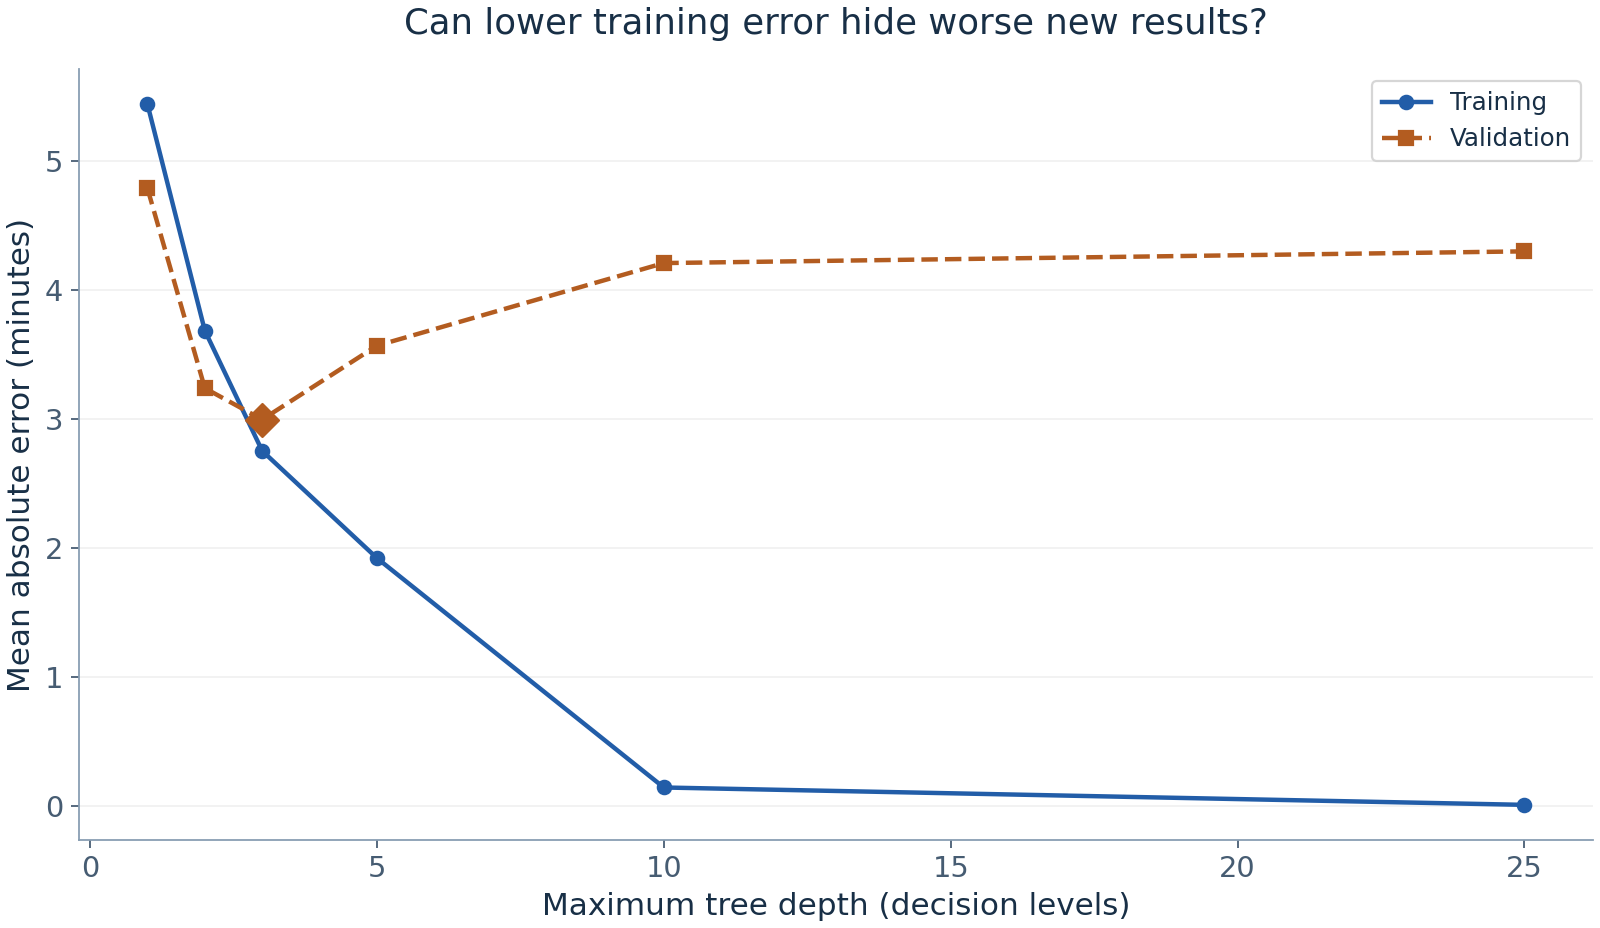 Can lower training error hide worse new results?
Training
Validation
Mean absolute error (minutes)
5
4
3
2
1
0
0 5 10 15 20 25
Maximum tree depth (decision levels)